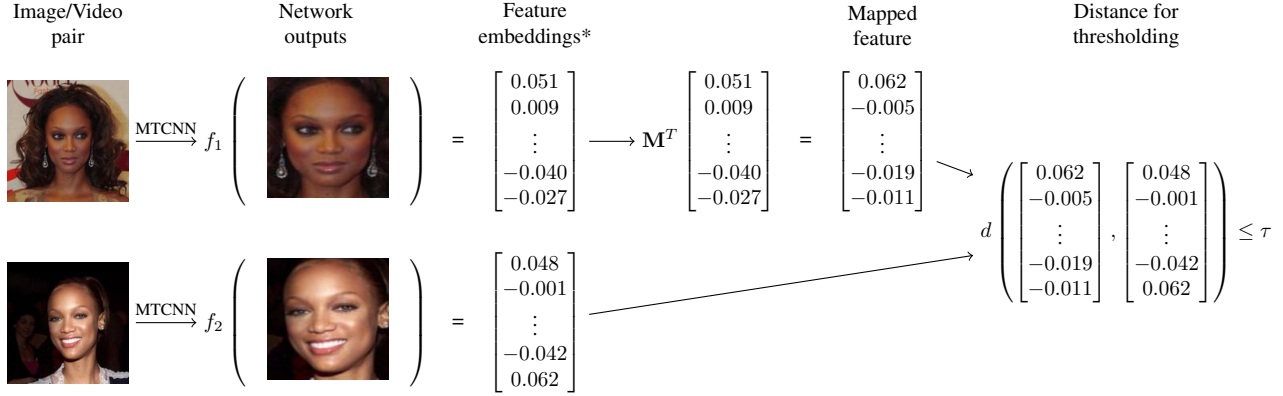 Image/Video pair
Network outputs
Feature embeddings*
Mapped feature
Distance for thresholding
MTCNN f₁ ( ) = [0.051 0.009 ⋮ −0.040 −0.027] → Mᵀ [0.051 0.009 ⋮ −0.040 −0.027] = [0.062 −0.005 ⋮ −0.019 −0.011]
MTCNN f₂ ( ) = [0.048 −0.001 ⋮ −0.042 0.062]
d ( [0.062 −0.005 ⋮ −0.019 −0.011] , [0.048 −0.001 ⋮ −0.042 0.062] ) ≤ τ